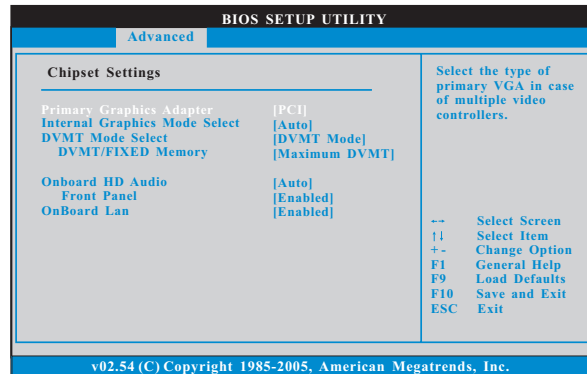 BIOS SETUP UTILITY
Advanced
Chipset Settings
Primary Graphics Adapter [PCI]
Internal Graphics Mode Select [Auto]
DVMT Mode Select [DVMT Mode]
DVMT/FIXED Memory [Maximum DVMT]
Onboard HD Audio [Auto]
Front Panel [Enabled]
OnBoard Lan [Enabled]
Select the type of
primary VGA in case
of multiple video
controllers.
←→ Select Screen
↑↓ Select Item
+ - Change Option
F1 General Help
F9 Load Defaults
F10 Save and Exit
ESC Exit
v02.54 (C) Copyright 1985-2005, American Megatrends, Inc.